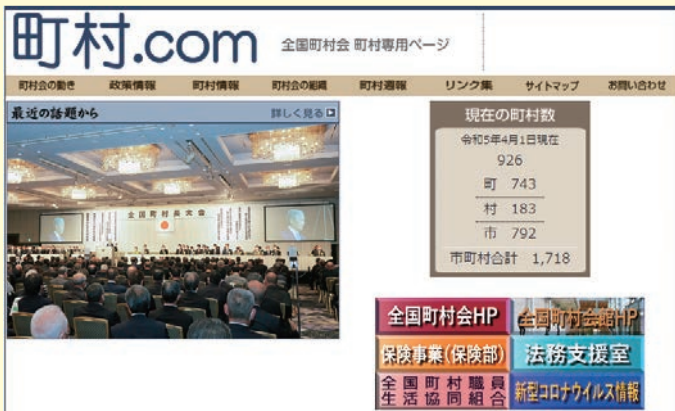 町村.com 全国町村会 町村専用ページ
町村会の動き 政策情報 町村情報 町村会の組織 町村週報 リンク集 サイトマップ お問い合わせ
最近の話題から 詳しく見る
全国町村長大会
現在の町村数
令和5年4月1日現在
926
町 743
村 183
市 792
市町村合計 1,718
全国町村会HP 全国町村会館HP
保険事業(保険部) 法務支援室
全国町村職員
生活協同組合
新型コロナウイルス情報